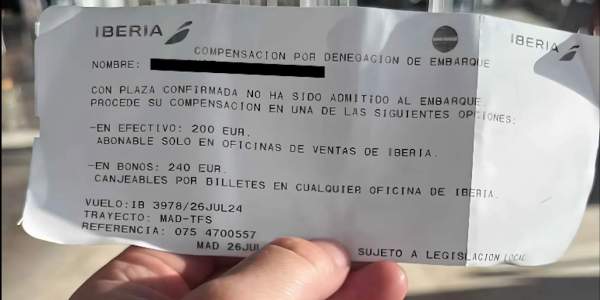 IBERIA
IBERIA
COMPENSACION POR DENEGACION DE EMBARQUE
NOMBRE:
CON PLAZA CONFIRMADA NO HA SIDO ADMITIDO AL EMBARQUE.
PROCEDE SU COMPENSACION EN UNA DE LAS SIGUIENTES OPCIONES:
-EN EFECTIVO: 200 EUR.
ABONABLE SOLO EN OFICINAS DE VENTAS DE IBERIA.
-EN BONOS: 240 EUR.
CANJEABLES POR BILLETES EN CUALQUIER OFICINA DE IBERIA.
VUELO:IB 3978/26JUL24
TRAYECTO: MAD-TFS
REFERENCIA: 075 4700557
MAD 26JUL
SUJETO A LEGISLACION LOCAL